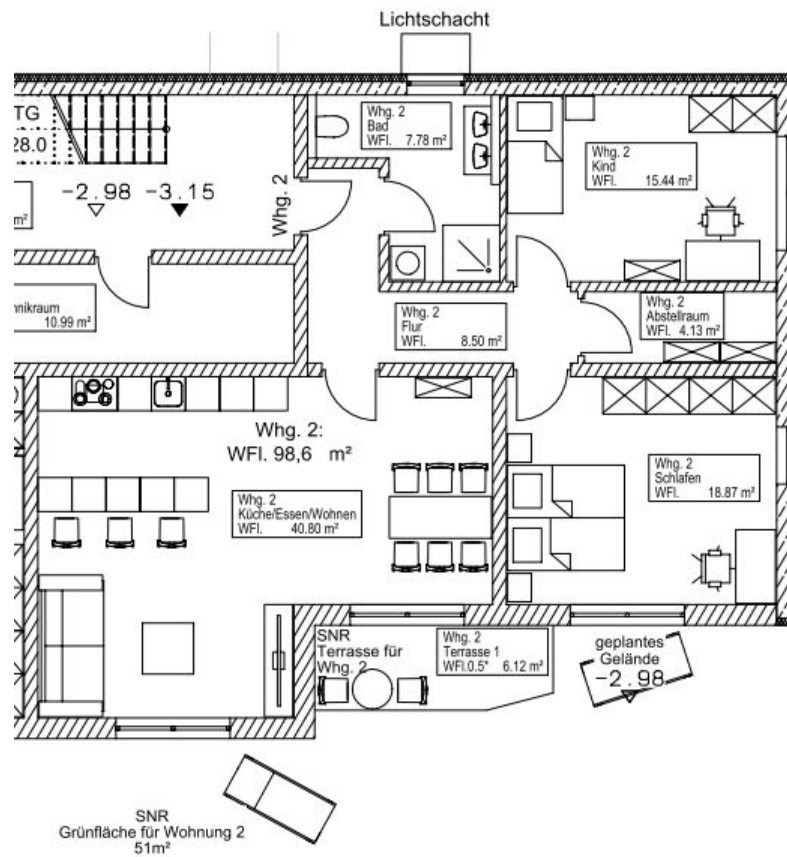 Lichtschacht
TG
28.0
-2.98 -3.15
m²
Whg. 2
Whg. 2
Bad
WFl. 7.78 m²
Whg. 2
Kind
WFl. 15.44 m²
nnikraum
10.99 m²
Whg. 2
Flur
WFl. 8.50 m²
Whg. 2
Abstellraum
WFl. 4.13 m²
Whg. 2:
WFl. 98,6 m²
Whg. 2
Küche/Essen/Wohnen
WFl. 40.80 m²
Whg. 2
Schlafen
WFl. 18.87 m²
SNR
Terrasse für
Whg. 2
Whg. 2
Terrasse 1
WFl.0.5* 6.12 m²
geplantes
Gelände
-2.98
SNR
Grünfläche für Wohnung 2
51m²